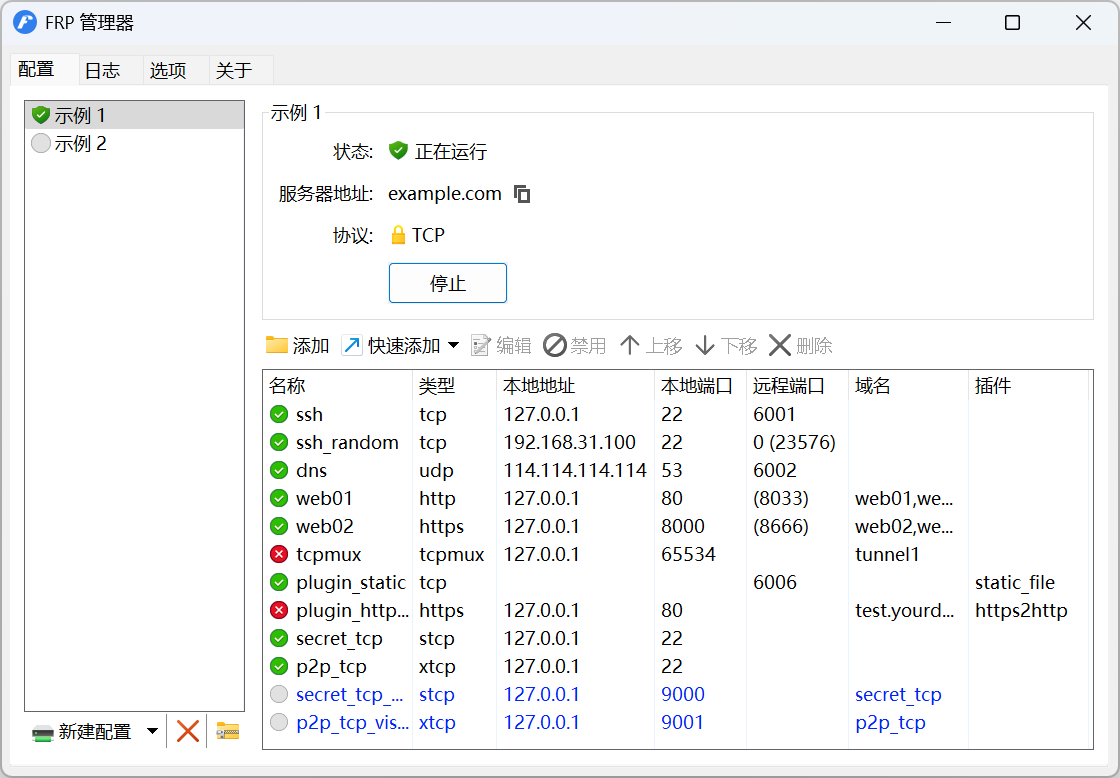 FRP 管理器
配置 日志 选项 关于
示例 1
示例 2
新建配置
示例 1
状态: 正在运行
服务器地址: example.com
协议: TCP
停止
添加 快速添加 编辑 禁用 上移 下移 删除
名称 类型 本地地址 本地端口 远程端口 域名 插件
ssh tcp 127.0.0.1 22 6001
ssh_random tcp 192.168.31.100 22 0 (23576)
dns udp 114.114.114.114 53 6002
web01 http 127.0.0.1 80 (8033) web01,we...
web02 https 127.0.0.1 8000 (8666) web02,we...
tcpmux tcpmux 127.0.0.1 65534 tunnel1
plugin_static tcp 6006 static_file
plugin_http... https 127.0.0.1 80 test.yourd... https2http
secret_tcp stcp 127.0.0.1 22
p2p_tcp xtcp 127.0.0.1 22
secret_tcp_... stcp 127.0.0.1 9000 secret_tcp
p2p_tcp_vis... xtcp 127.0.0.1 9001 p2p_tcp